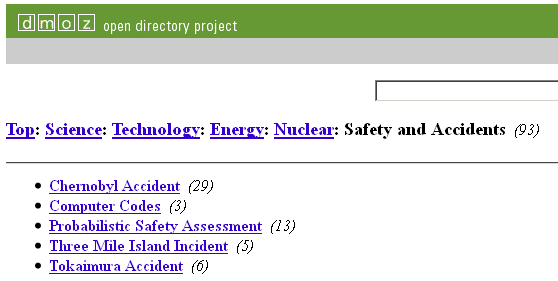 dmoz open directory project
Top: Science: Technology: Energy: Nuclear: Safety and Accidents (93)
Chernobyl Accident (29)
Computer Codes (3)
Probabilistic Safety Assessment (13)
Three Mile Island Incident (5)
Tokaimura Accident (6)